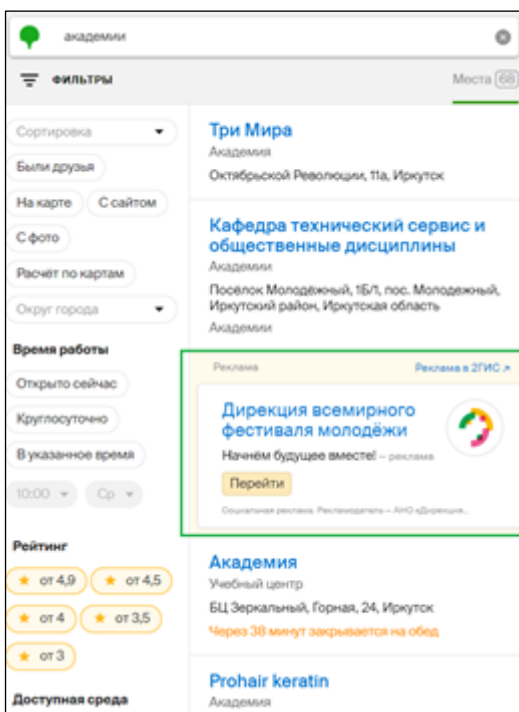 академии
ФИЛЬТРЫ
Места 68
Сортировка
Были друзья
На карте
С сайтом
С фото
Расчёт по картам
Округ города
Время работы
Открыто сейчас
Круглосуточно
В указанное время
10:00
Ср
Рейтинг
от 4,9
от 4,5
от 4
от 3,5
от 3
Доступная среда
Три Мира
Академия
Октябрьской Революции, 11а, Иркутск
Кафедра технический сервис и
общественные дисциплины
Академии
Посёлок Молодёжный, 1Б/1, пос. Молодежный,
Иркутский район, Иркутская область
Академии
Реклама
Реклама в 2ГИС
Дирекция всемирного
фестиваля молодёжи
Начнём будущее вместе! – реклама
Перейти
Социальная реклама. Рекламодатель – АНО «Дирекция...
Академия
Учебный центр
БЦ Зеркальный, Горная, 24, Иркутск
Через 38 минут закрывается на обед
Prohair keratin
Академия